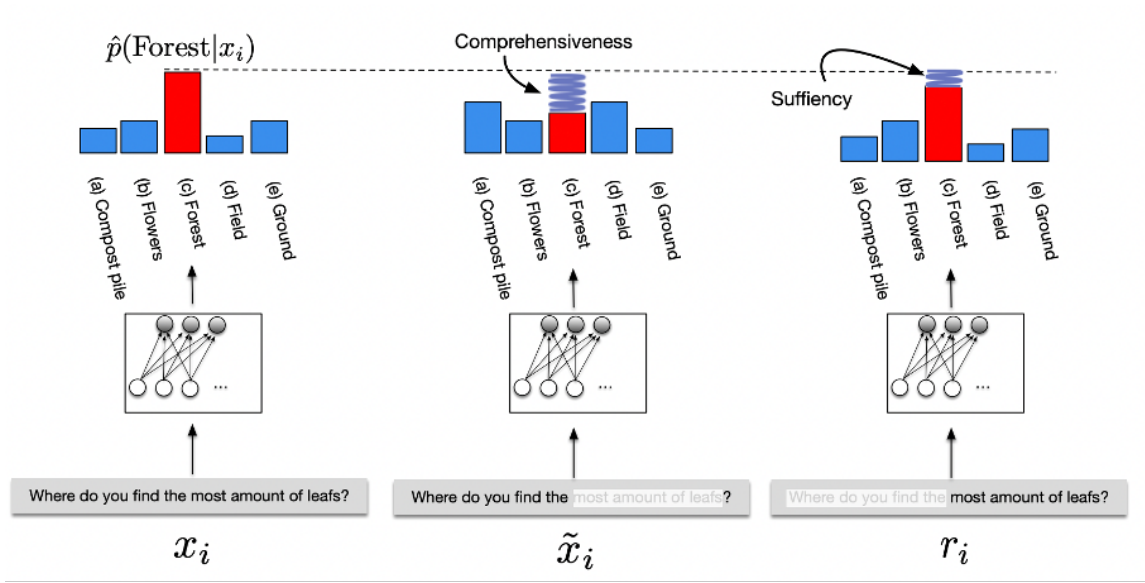 p̂(Forest|xᵢ)
Comprehensiveness
Suffiency
(a) Compost pile
(b) Flowers
(c) Forest
(d) Field
(e) Ground
(a) Compost pile
(b) Flowers
(c) Forest
(d) Field
(e) Ground
(a) Compost pile
(b) Flowers
(c) Forest
(d) Field
(e) Ground
...
...
...
Where do you find the most amount of leafs?
Where do you find the most amount of leafs?
Where do you find the most amount of leafs?
xᵢ
x̃ᵢ
rᵢ